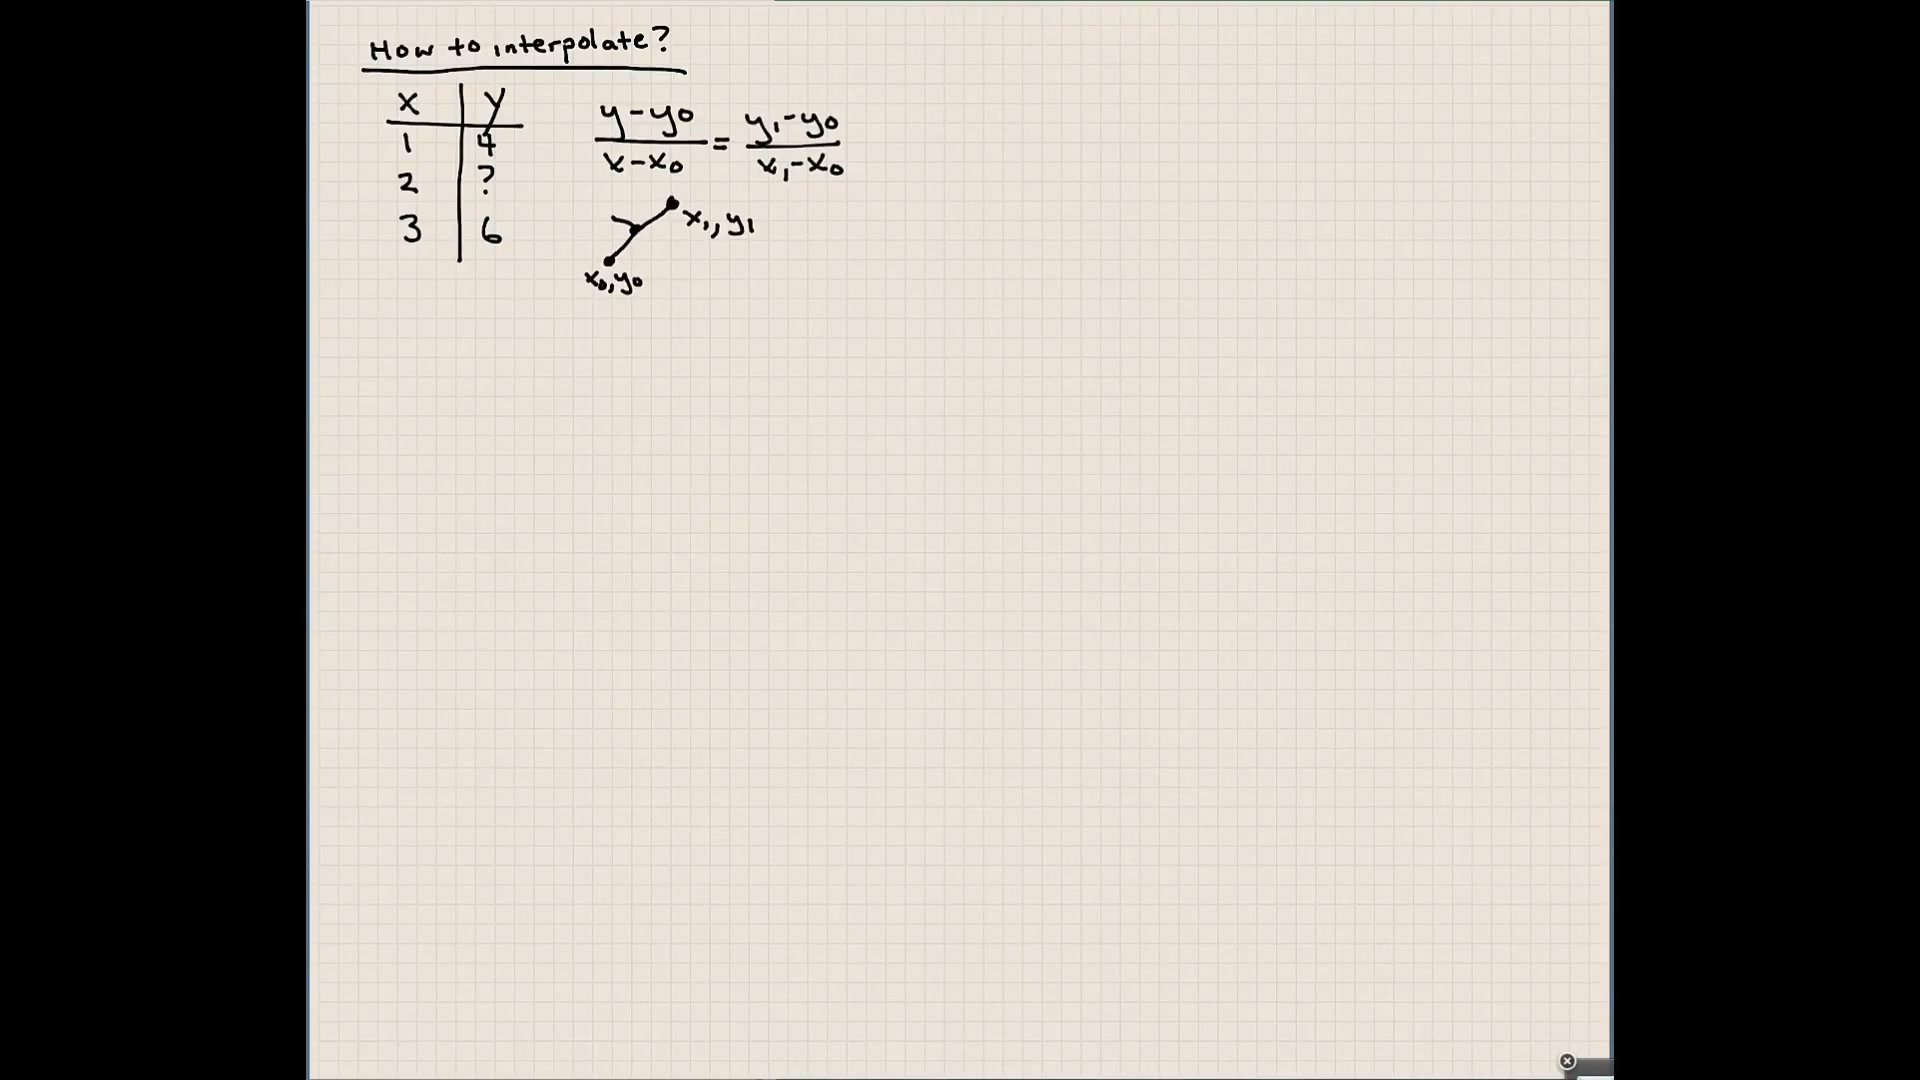 How to interpolate?
x y
1 4
2 ?
3 6
y-y0 / x-x0 = y1-y0 / x1-x0
x1, y1
x0, y0